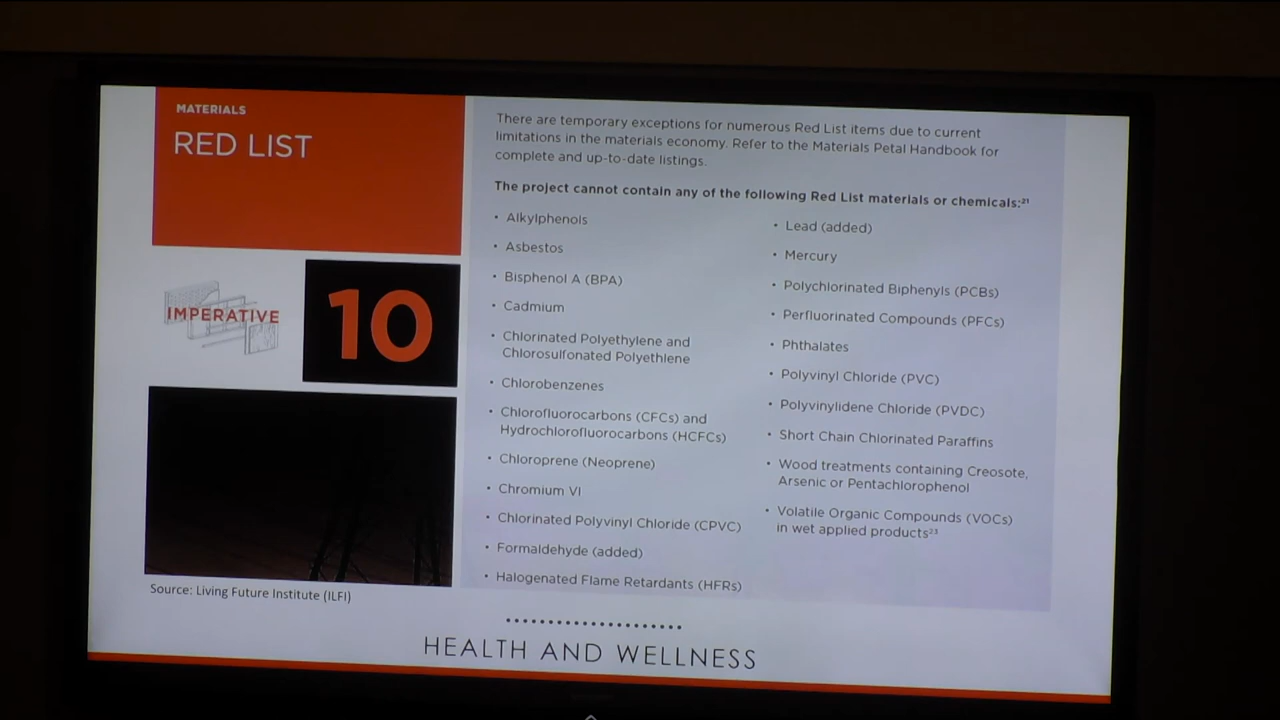 MATERIALS
RED LIST
IMPERATIVE
10
Source: Living Future Institute (ILFI)
There are temporary exceptions for numerous Red List items due to current
limitations in the materials economy. Refer to the Materials Petal Handbook for
complete and up-to-date listings.
The project cannot contain any of the following Red List materials or chemicals:²¹
• Alkylphenols
• Asbestos
• Bisphenol A (BPA)
• Cadmium
• Chlorinated Polyethylene and
Chlorosulfonated Polyethlene
• Chlorobenzenes
• Chlorofluorocarbons (CFCs) and
Hydrochlorofluorocarbons (HCFCs)
• Chloroprene (Neoprene)
• Chromium VI
• Chlorinated Polyvinyl Chloride (CPVC)
• Formaldehyde (added)
• Halogenated Flame Retardants (HFRs)
• Lead (added)
• Mercury
• Polychlorinated Biphenyls (PCBs)
• Perfluorinated Compounds (PFCs)
• Phthalates
• Polyvinyl Chloride (PVC)
• Polyvinylidene Chloride (PVDC)
• Short Chain Chlorinated Paraffins
• Wood treatments containing Creosote,
Arsenic or Pentachlorophenol
• Volatile Organic Compounds (VOCs)
in wet applied products²³
HEALTH AND WELLNESS